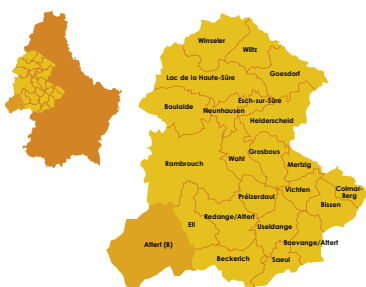 Winseler
Wiltz
Goesdorf
Lac de la Haute-Sûre
Esch-sur-Sûre
Boulaide
Neunhausen
Heiderscheid
Grosbous
Wahl
Rambrouch
Mertzig
Vichten
Colmar-
Berg
Préizerdaul
Bissen
Redange/Attert
Ell
Useldange
Attert (B)
Boevange/Attert
Beckerich
Saeul